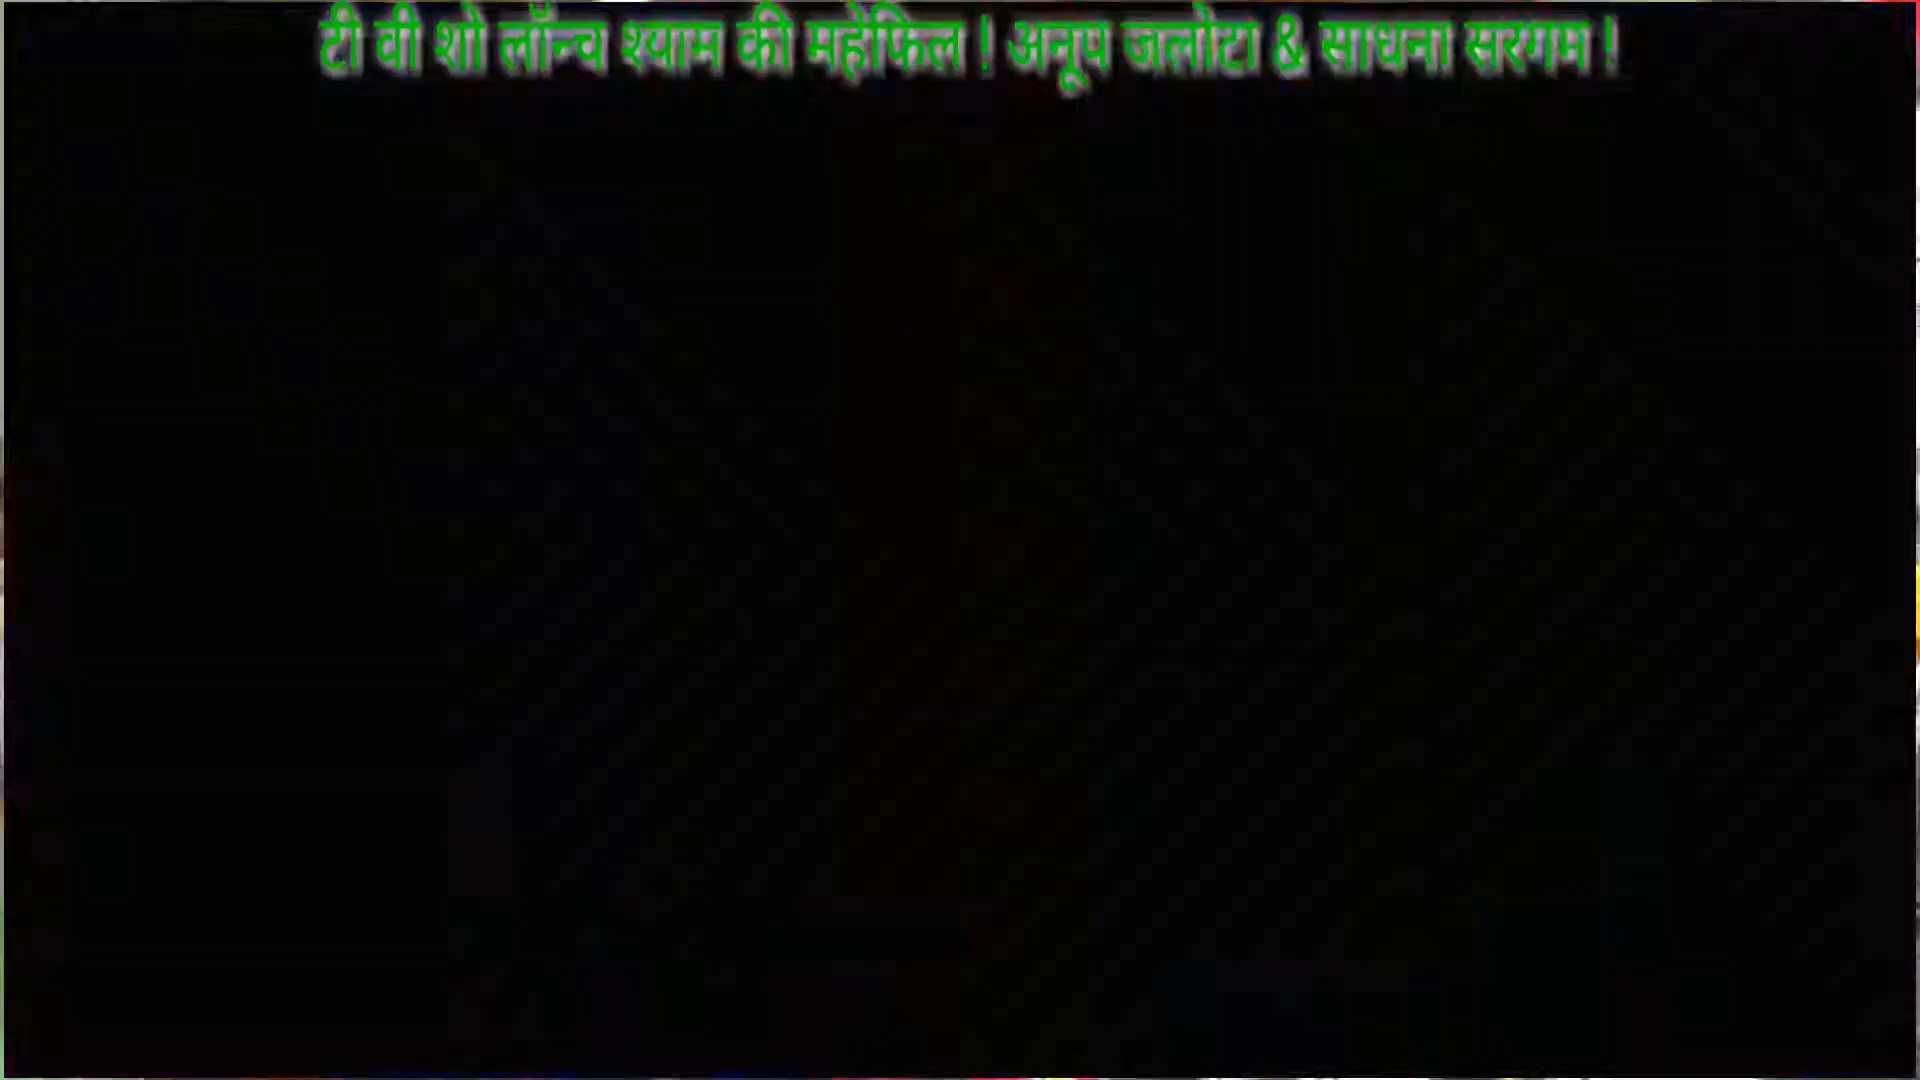 टी वी शो लॉन्च श्याम की महेफिल ! अनूप जलोटा & साधना सरगम !